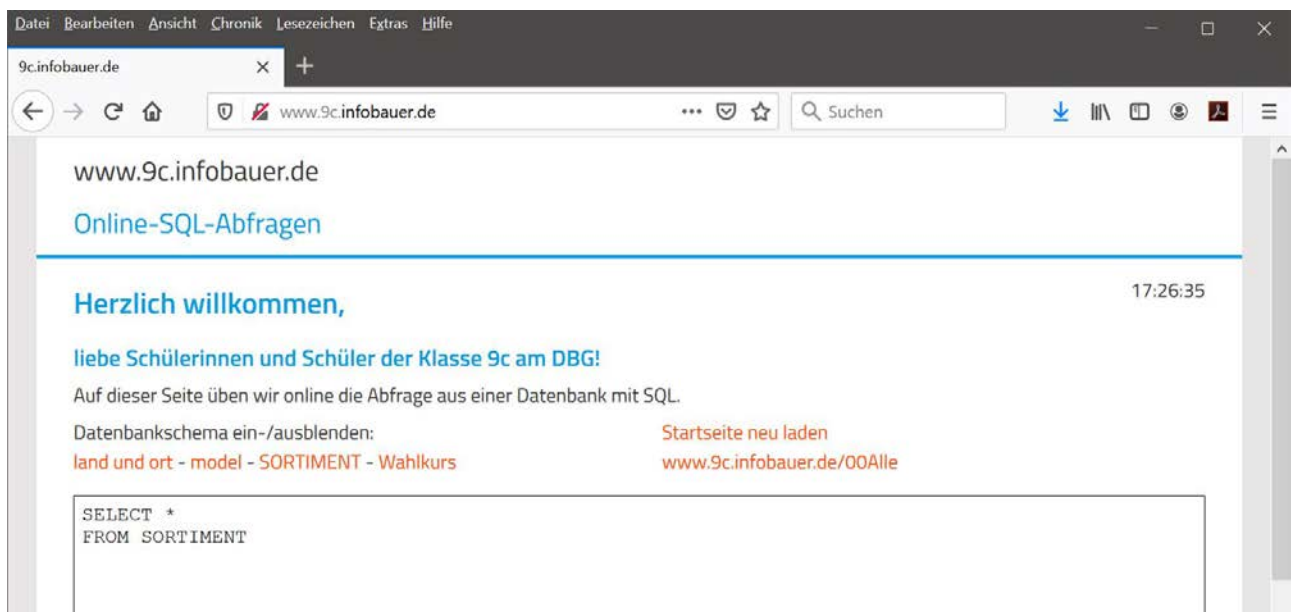 Datei Bearbeiten Ansicht Chronik Lesezeichen Extras Hilfe
9c.infobauer.de
www.9c.infobauer.de
Suchen
www.9c.infobauer.de
Online-SQL-Abfragen
17:26:35
Herzlich willkommen,
liebe Schülerinnen und Schüler der Klasse 9c am DBG!
Auf dieser Seite üben wir online die Abfrage aus einer Datenbank mit SQL.
Datenbankschema ein-/ausblenden:
Startseite neu laden
land und ort - model - SORTIMENT - Wahlkurs
www.9c.infobauer.de/00Alle
SELECT *
FROM SORTIMENT